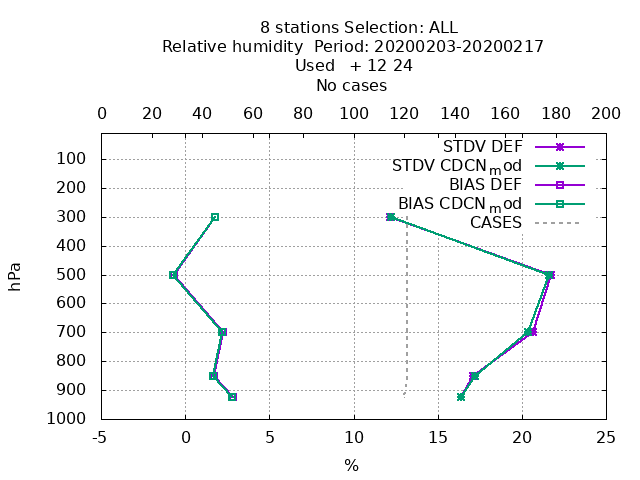 8 stations Selection: ALL
Relative humidity Period: 20200203-20200217
Used + 12 24
No cases
0 20 40 60 80 100 120 140 160 180 200
STDV DEF
STDV CDCNmod
BIAS DEF
BIAS CDCNmod
CASES
100
200
300
400
500
600
700
800
900
1000
hPa
-5 0 5 10 15 20 25
%